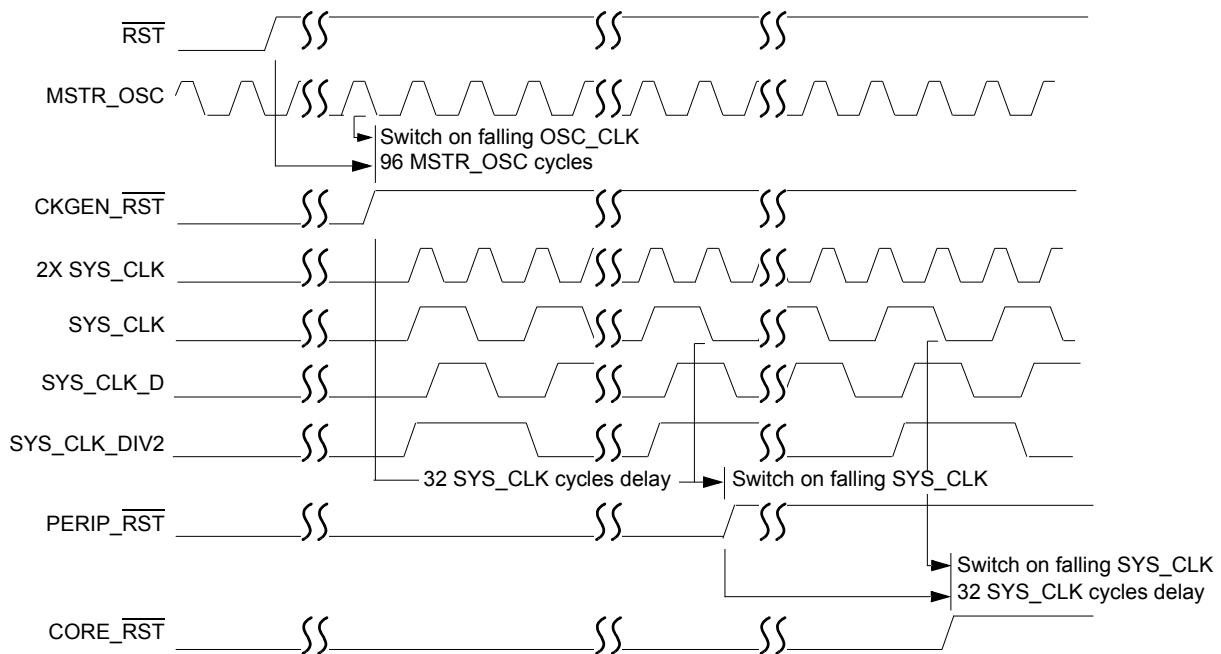 RST
MSTR_OSC
Switch on falling OSC_CLK
96 MSTR_OSC cycles
CKGEN_RST
2X SYS_CLK
SYS_CLK
SYS_CLK_D
SYS_CLK_DIV2
32 SYS_CLK cycles delay
Switch on falling SYS_CLK
PERIP_RST
Switch on falling SYS_CLK
32 SYS_CLK cycles delay
CORE_RST